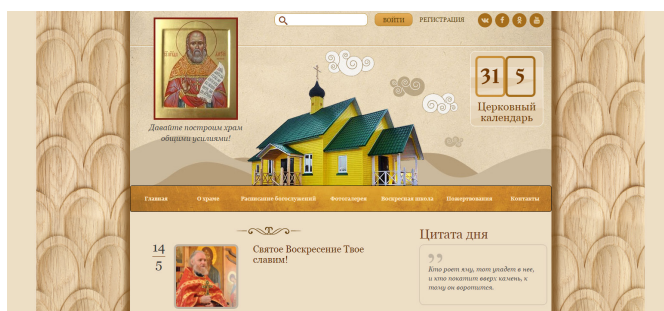 ВОЙТИ
РЕГИСТРАЦИЯ
31 5
Церковный
календарь
Давайте построим храм
общими усилиями!
Главная О храме Расписание богослужений Фотогалерея Воскресная школа Пожертвования Контакты
Цитата дня
14
5
Святое Воскресение Твое
славим!
Кто роет яму, тот упадет в нее,
и кто покатит вверх камень, к
тому он воротится.